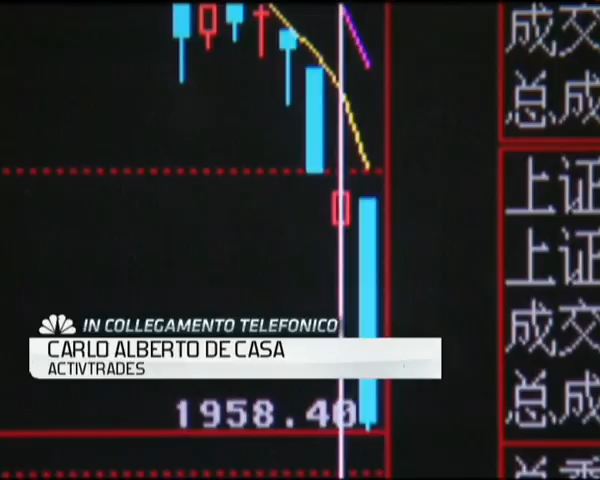 成交
总成
上证
上证
成交
总成
IN COLLEGAMENTO TELEFONICO
CARLO ALBERTO DE CASA
ACTIVTRADES
1958.40